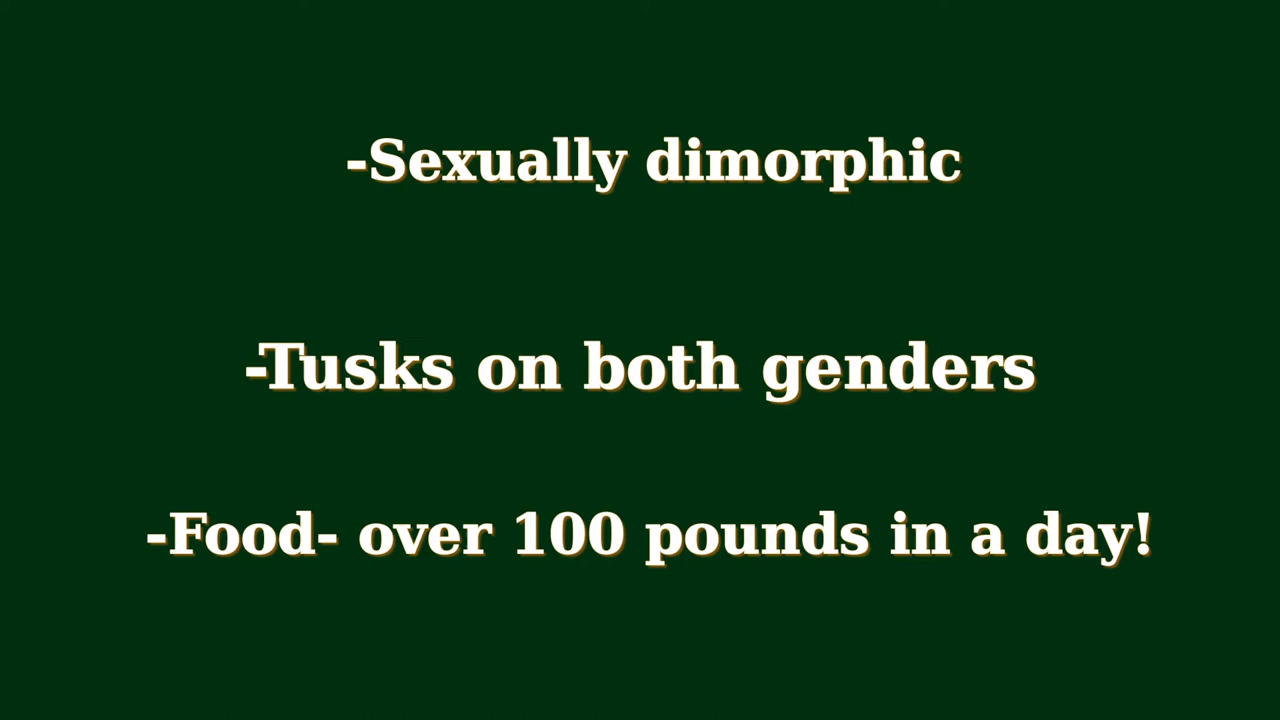 -Sexually dimorphic
-Tusks on both genders
-Food- over 100 pounds in a day!